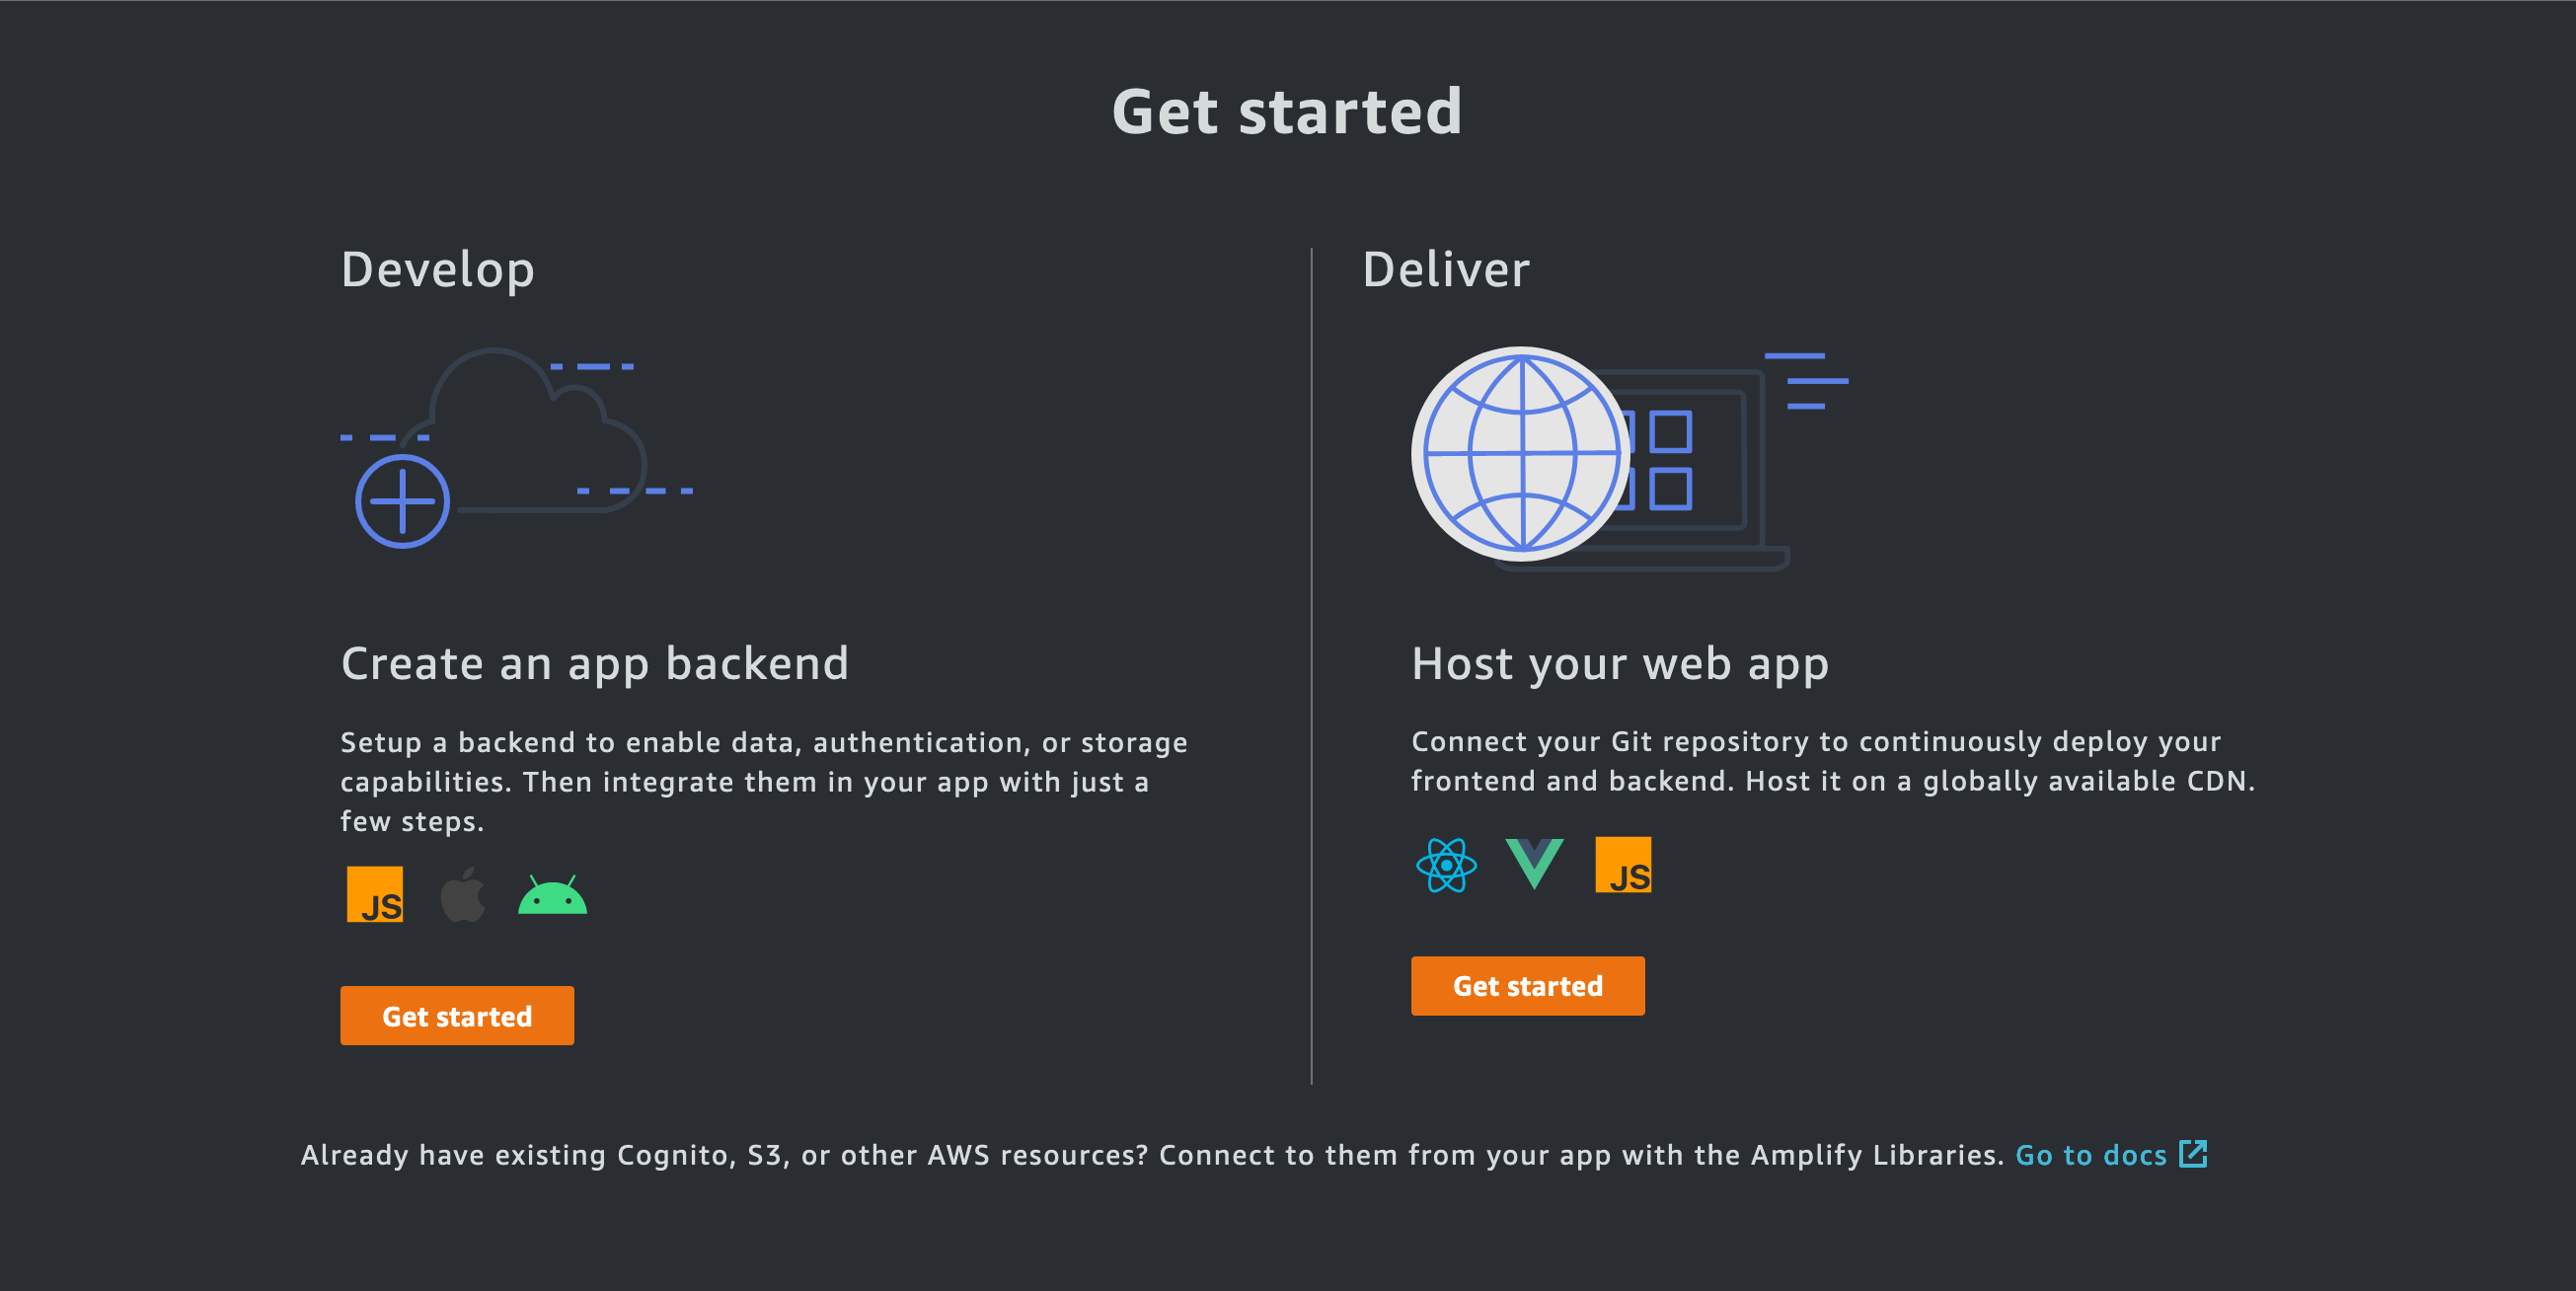 Get started
Develop
Create an app backend
Setup a backend to enable data, authentication, or storage
capabilities. Then integrate them in your app with just a
few steps.
JS
Get started
Deliver
Host your web app
Connect your Git repository to continuously deploy your
frontend and backend. Host it on a globally available CDN.
JS
Get started
Already have existing Cognito, S3, or other AWS resources? Connect to them from your app with the Amplify Libraries. Go to docs